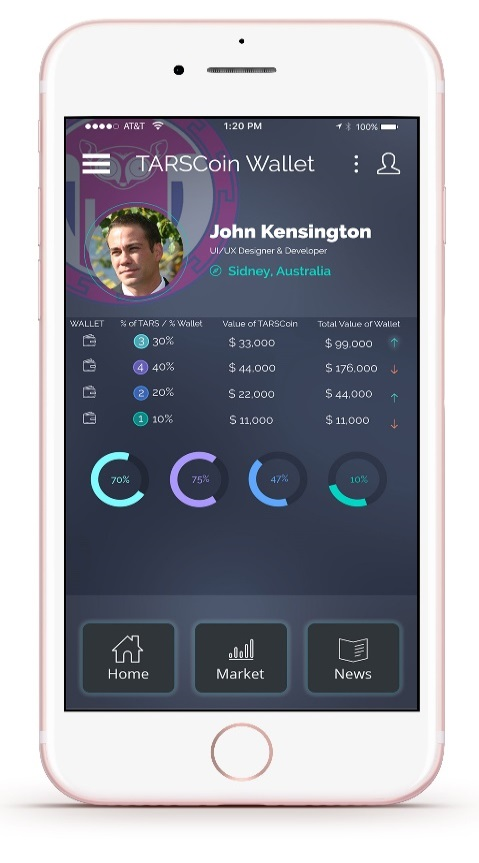 AT&T 1:20 PM 100%
TARSCoin Wallet
John Kensington
UI/UX Designer & Developer
Sidney, Australia
WALLET % of TARS / % Wallet Value of TARSCoin Total Value of Wallet
3 30% $ 33,000 $ 99,000
4 40% $ 44,000 $ 176,000
2 20% $ 22,000 $ 44,000
1 10% $ 11,000 $ 11,000
70% 75% 47% 10%
Home Market News